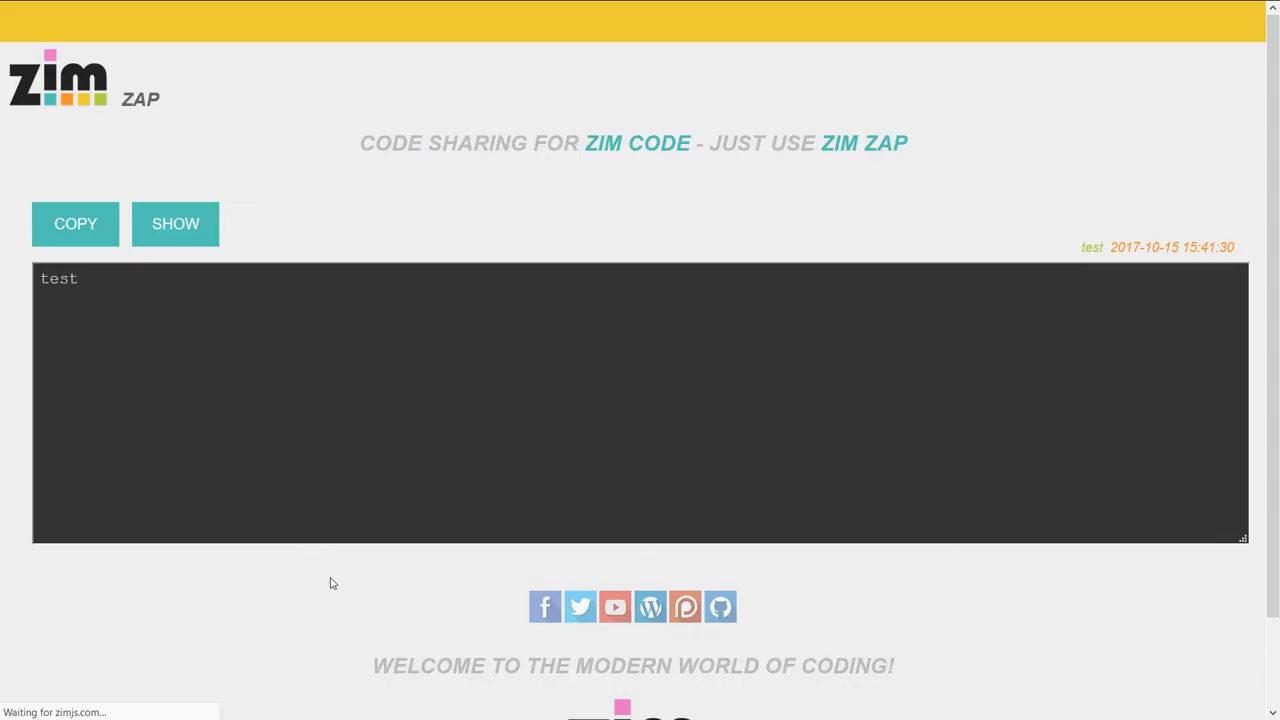 zim ZAP
CODE SHARING FOR ZIM CODE - JUST USE ZIM ZAP
COPY SHOW
test 2017-10-15 15:41:30
test
WELCOME TO THE MODERN WORLD OF CODING!
Waiting for zimjs.com...